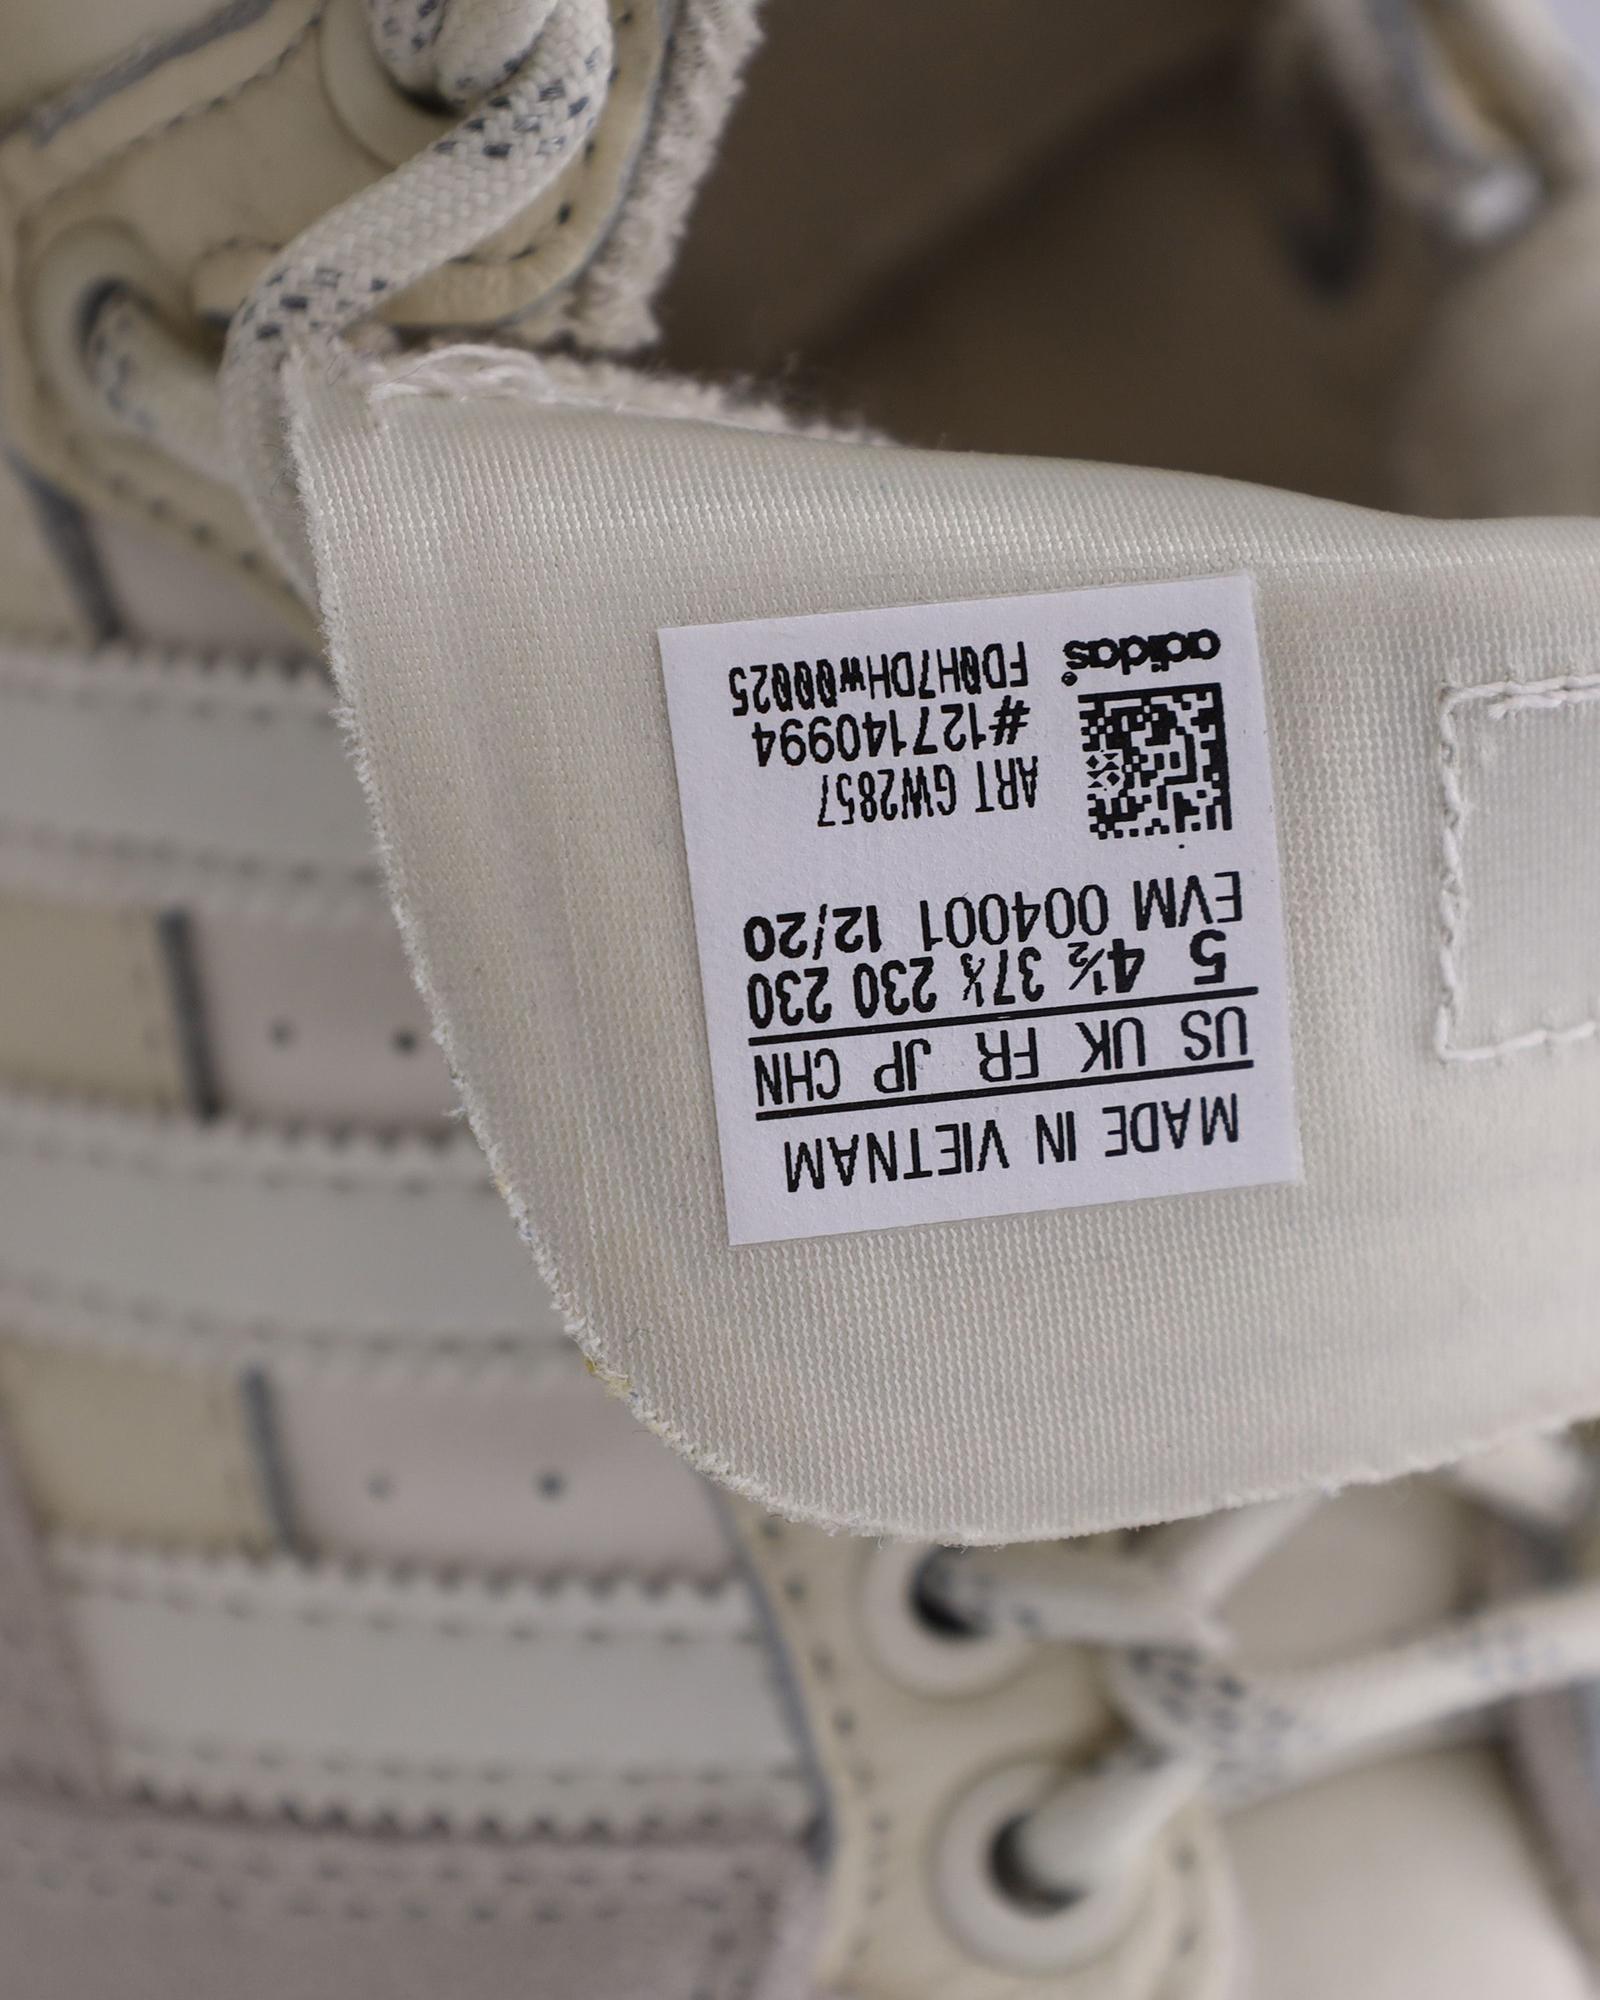 MADE IN VIETNAM
US UK FR JP CHN
5 4½ 37⅓ 230 230
EVM 004001 12/20
ART GW2857
#127140994
FD0H7DHW00025
adidas®